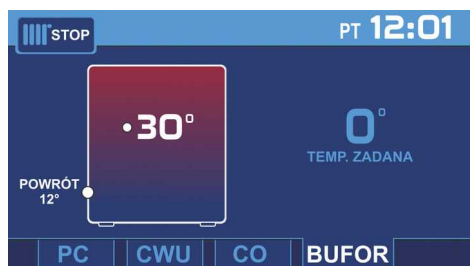 STOP
PT 12:01
30°
0°
TEMP. ZADANA
POWRÓT
12°
PC CWU CO BUFOR